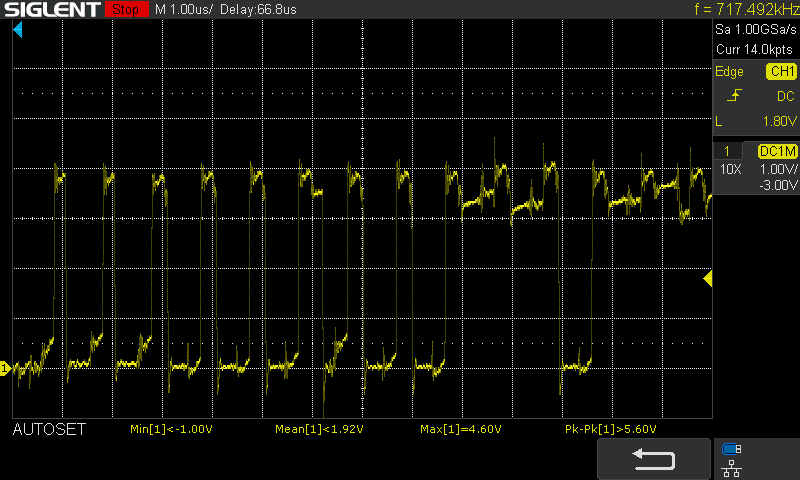 SIGLENT Stop M 1.00us/ Delay:66.8us f = 717.492kHz
Sa 1.00GSa/s
Curr 14.0kpts
Edge CH1
DC
L 1.80V
1 DC1M
10X 1.00V/
-3.00V
1
AUTOSET Min[1]<-1.00V Mean[1]<1.92V Max[1]=4.60V Pk-Pk[1]>5.60V